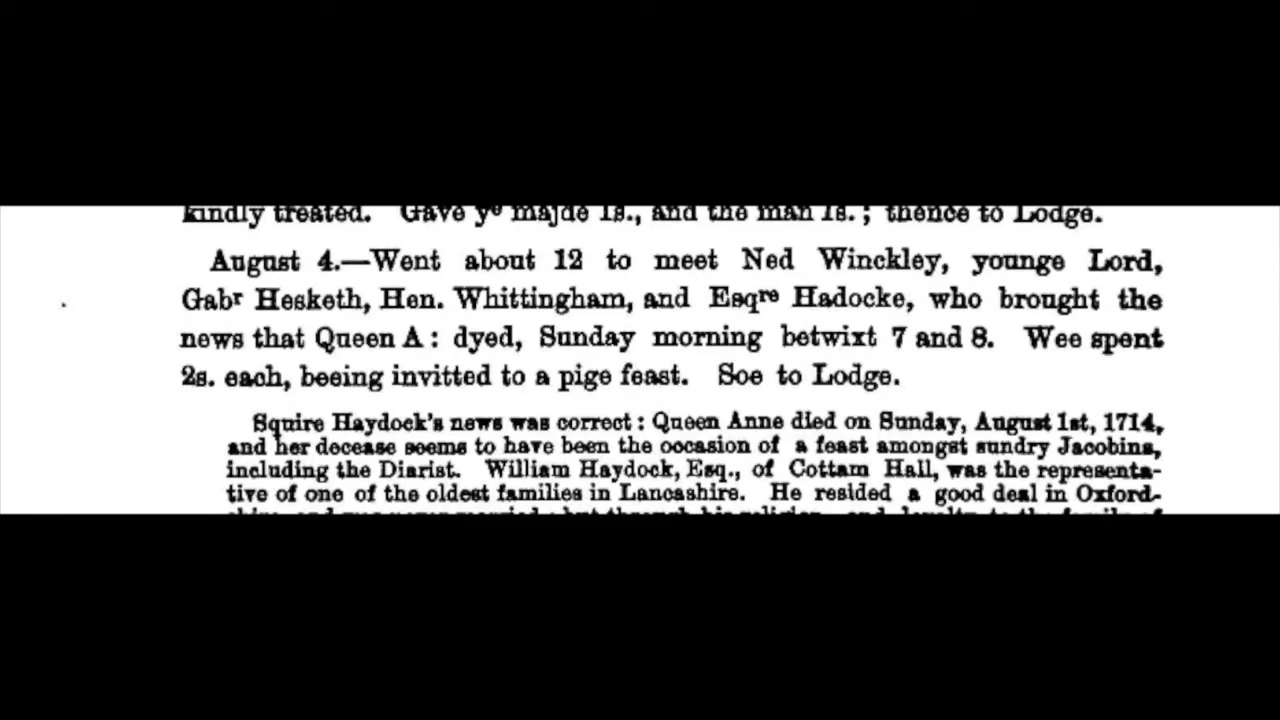 kindly treated. Gave yᵉ majde 1s., and the man 1s.; thence to Lodge.
August 4.—Went about 12 to meet Ned Winckley, younge Lord,
Gabʳ Hesketh, Hen. Whittingham, and Esqʳᵉ Hadocke, who brought the
news that Queen A: dyed, Sunday morning betwixt 7 and 8. Wee spent
2s. each, beeing invitted to a pige feast. Soe to Lodge.
Squire Haydock's news was correct: Queen Anne died on Sunday, August 1st, 1714,
and her decease seems to have been the occasion of a feast amongst sundry Jacobins,
including the Diarist. William Haydock, Esq., of Cottam Hall, was the representa-
tive of one of the oldest families in Lancashire. He resided a good deal in Oxford-